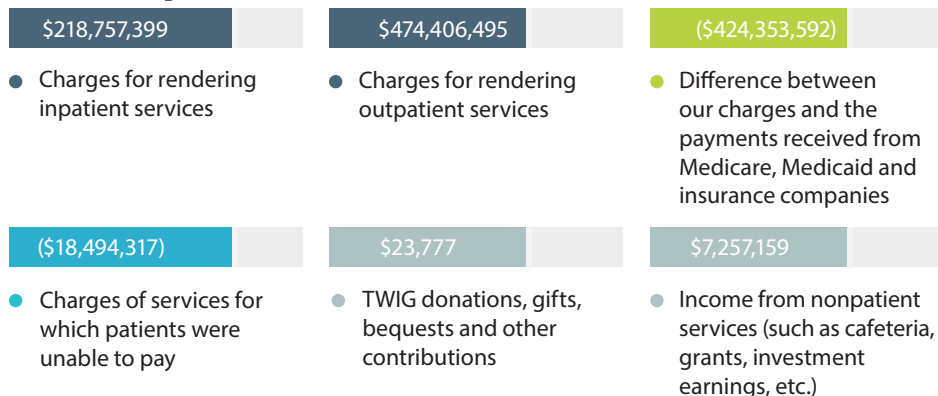 $218,757,399
Charges for rendering
inpatient services
$474,406,495
Charges for rendering
outpatient services
($424,353,592)
Difference between
our charges and the
payments received from
Medicare, Medicaid and
insurance companies
($18,494,317)
Charges of services for
which patients were
unable to pay
$23,777
TWIG donations, gifts,
bequests and other
contributions
$7,257,159
Income from nonpatient
services (such as cafeteria,
grants, investment
earnings, etc.)